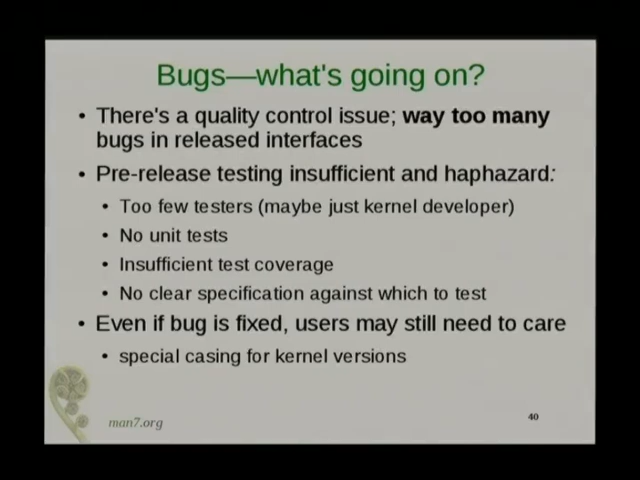 Bugs—what's going on?
• There's a quality control issue; way too many
bugs in released interfaces
• Pre-release testing insufficient and haphazard:
• Too few testers (maybe just kernel developer)
• No unit tests
• Insufficient test coverage
• No clear specification against which to test
• Even if bug is fixed, users may still need to care
• special casing for kernel versions
man7.org
40